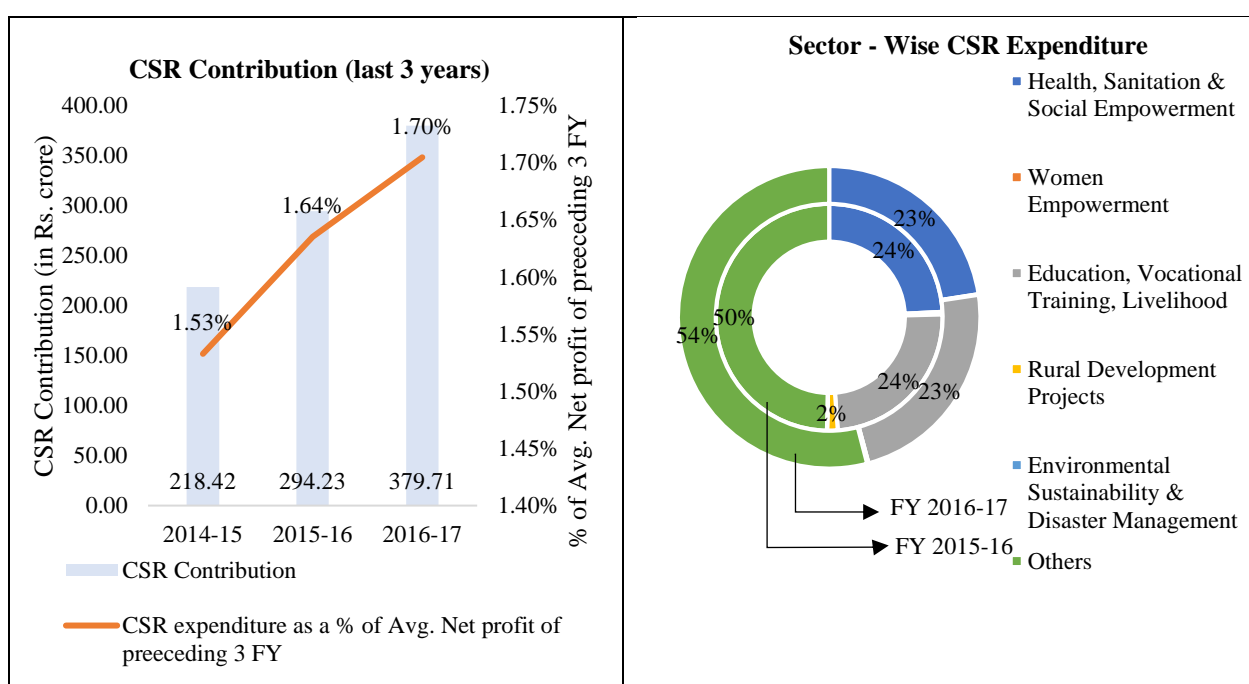 CSR Contribution (last 3 years)
CSR Contribution (in Rs. crore)
400.00
350.00
300.00
250.00
200.00
150.00
100.00
50.00
0.00
1.53%
1.64%
1.70%
218.42
294.23
379.71
2014-15
2015-16
2016-17
1.75%
1.70%
1.65%
1.60%
1.55%
1.50%
1.45%
1.40%
% of Avg. Net profit of preeceding 3 FY
CSR Contribution
CSR expenditure as a % of Avg. Net profit of
preeceding 3 FY
Sector - Wise CSR Expenditure
23%
24%
50%
54%
24%
23%
2%
FY 2016-17
FY 2015-16
Health, Sanitation &
Social Empowerment
Women
Empowerment
Education, Vocational
Training, Livelihood
Rural Development
Projects
Environmental
Sustainability &
Disaster Management
Others